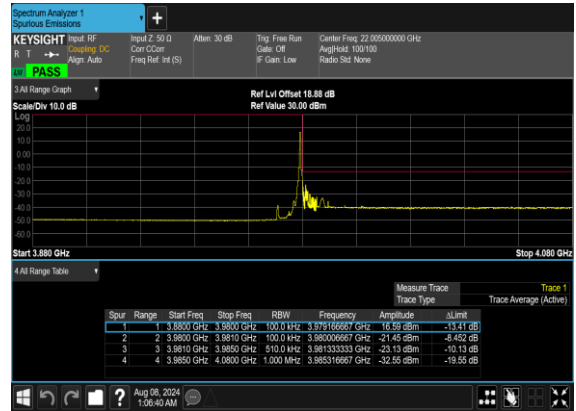 Spectrum Analyzer 1
Spurious Emissions
KEYSIGHT Input: RF Input Z: 50 Ω Atten: 30 dB Trig: Free Run Center Freq: 22.005000000 GHz
R T Coupling: DC Corr CCorr Gate: Off Avg|Hold: 100/100
Align: Auto Freq Ref: Int (S) IF Gain: Low Radio Std: None
PASS
3 All Range Graph
Ref Lvl Offset 18.88 dB
Scale/Div 10.0 dB Ref Value 30.00 dBm
Log
20.0
10.0
0.00
-10.0
-20.0
-30.0
-40.0
-50.0
-60.0
Start 3.880 GHz Stop 4.080 GHz
4 All Range Table
Measure Trace Trace 1
Trace Type Trace Average (Active)
Spur Range Start Freq Stop Freq RBW Frequency Amplitude ΔLimit
1 1 3.8800 GHz 3.9800 GHz 100.0 kHz 3.979166667 GHz 16.59 dBm -13.41 dB
2 2 3.9800 GHz 3.9810 GHz 100.0 kHz 3.980006667 GHz -21.45 dBm -8.452 dB
3 3 3.9810 GHz 3.9850 GHz 510.0 kHz 3.981333333 GHz -23.13 dBm -10.13 dB
4 4 3.9850 GHz 4.0800 GHz 1.000 MHz 3.985316667 GHz -32.55 dBm -19.55 dB
? Aug 08, 2024
1:06:40 AM